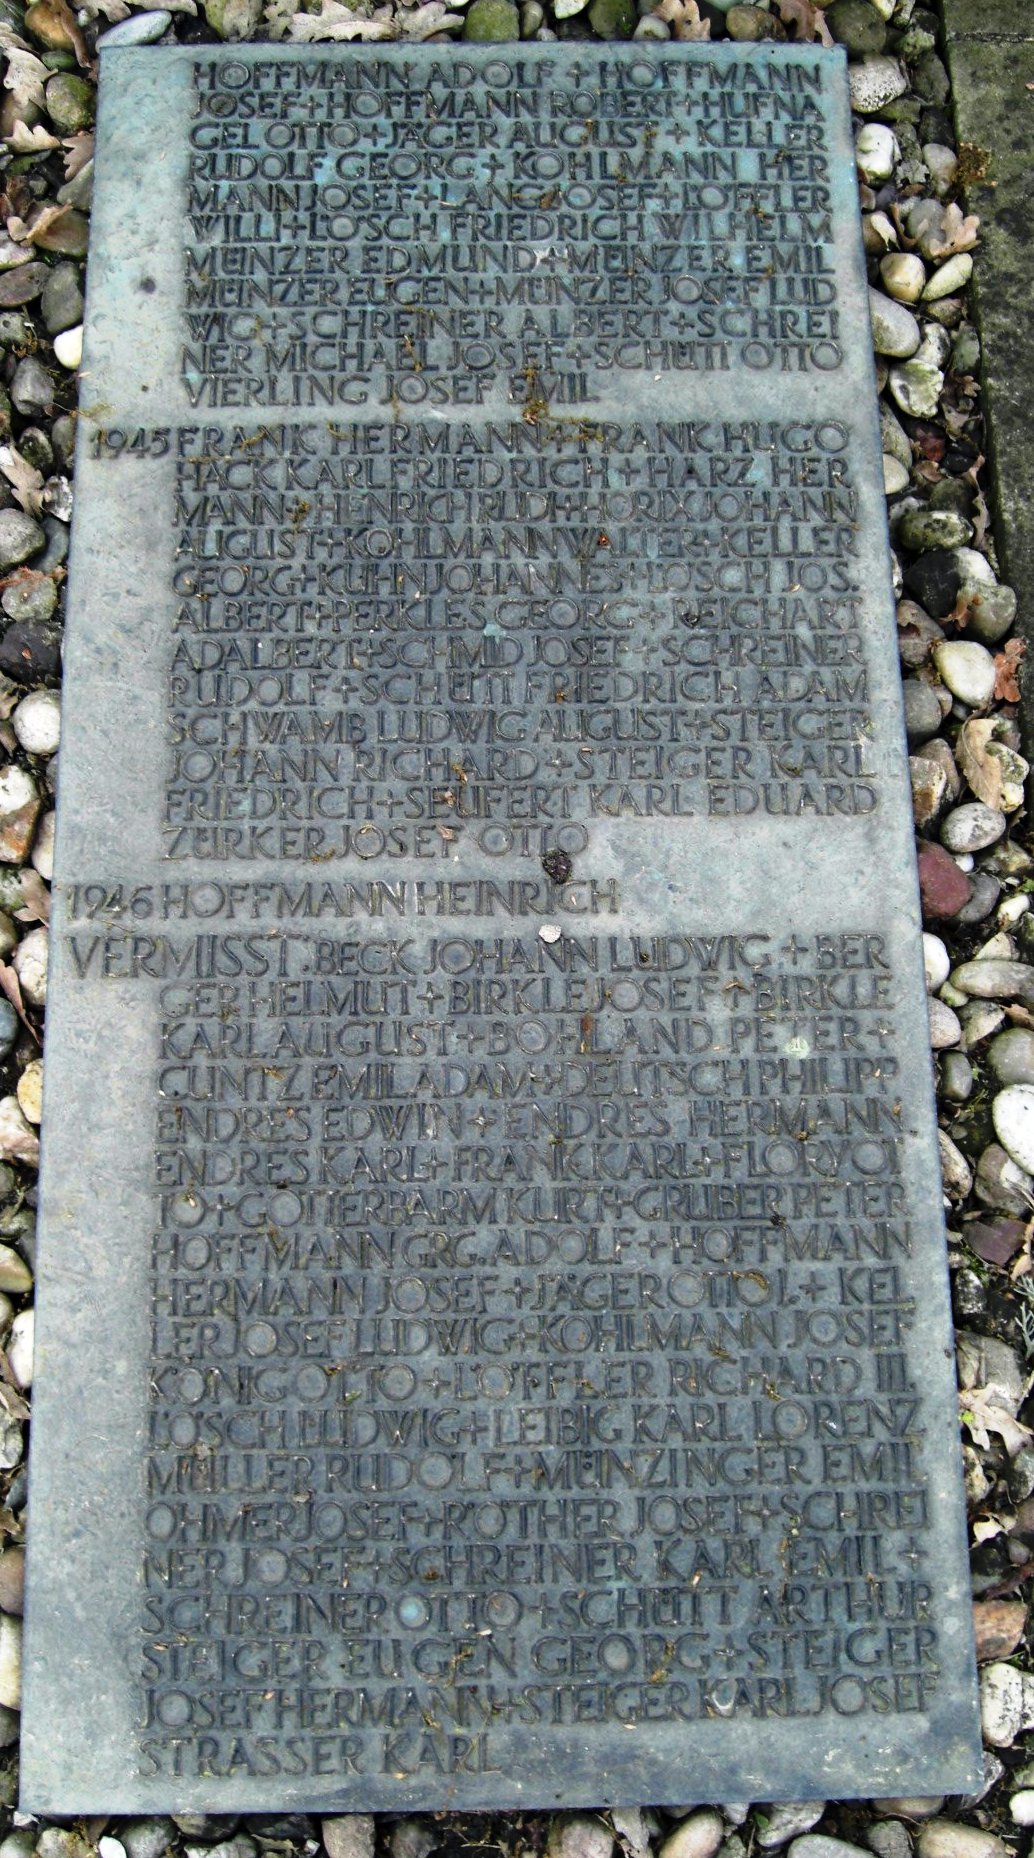 HOFFMANN ADOLF + HOFFMANN
JOSEF + HOFFMANN ROBERT + HUFNA
GEL OTTO + JÄGER AUGUST + KELLER
RUDOLF GEORG + KOHLMANN HER
MANN JOSEF + LANG JOSEF + LÖFFLER
WILLI + LÖSCH FRIEDRICH WILHELM
MÜNZER EDMUND + MÜNZER EMIL
MÜNZER EUGEN + MÜNZER JOSEF LUD
WIG + SCHREINER ALBERT + SCHREI
NER MICHAEL JOSEF + SCHÜTT OTTO
VIERLING JOSEF EMIL
1945 FRANK HERMANN + FRANK HUGO
HACK KARL FRIEDRICH + HARZ HER
MANN + HENRICH RUDI + HORIX JOHANN
AUGUST + KOHLMANN WALTER + KELLER
GEORG + KUHN JOHANNES + LÖSCH JOS.
ALBERT + PERKLES GEORG + REICHART
ADALBERT + SCHMID JOSEF + SCHREINER
RUDOLF + SCHÜTT FRIEDRICH ADAM
SCHWAMB LUDWIG AUGUST + STEIGER
JOHANN RICHARD + STEIGER KARL
FRIEDRICH + SEUFERT KARL EDUARD
ZÜRKER JOSEF OTTO
1946 HOFFMANN HEINRICH
VERMISST: BECK JOHANN LUDWIG + BER
GER HELMUT + BIRKLE JOSEF + BIRKLE
KARL AUGUST + BOHLAND PETER +
CUNTZ EMIL ADAM + DEUTSCH PHILIPP
ENDRES EDWIN + ENDRES HERMANN
ENDRES KARL + FRANK KARL + FLORY OT
TO + GÖTTERBARM KURT + GRUBER PETER
HOFFMANN GRG. ADOLF + HOFFMANN
HERMANN JOSEF + JÄGER OTTO I. + KEL
LER JOSEF LUDWIG + KOHLMANN JOSEF
KÖNIG OTTO + LÖFFLER RICHARD III.
LÖSCH LUDWIG + LEIBIG KARL LORENZ
MÜLLER RUDOLF + MÜNZINGER EMIL
OHMER JOSEF + RÖTHER JOSEF + SCHREI
NER JOSEF + SCHREINER KARL EMIL +
SCHREINER OTTO + SCHÜTT ARTHUR
STEIGER EUGEN GEORG + STEIGER
JOSEF HERMANN + STEIGER KARL JOSEF
STRASSER KARL